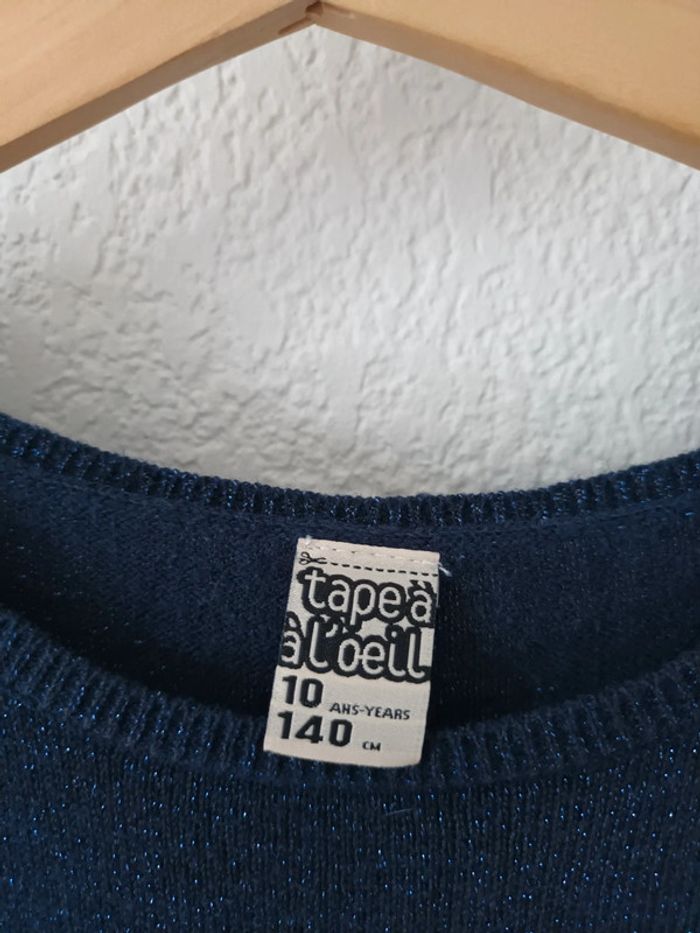 tape à
à l'oeil
10 ANS-YEARS
140 CM